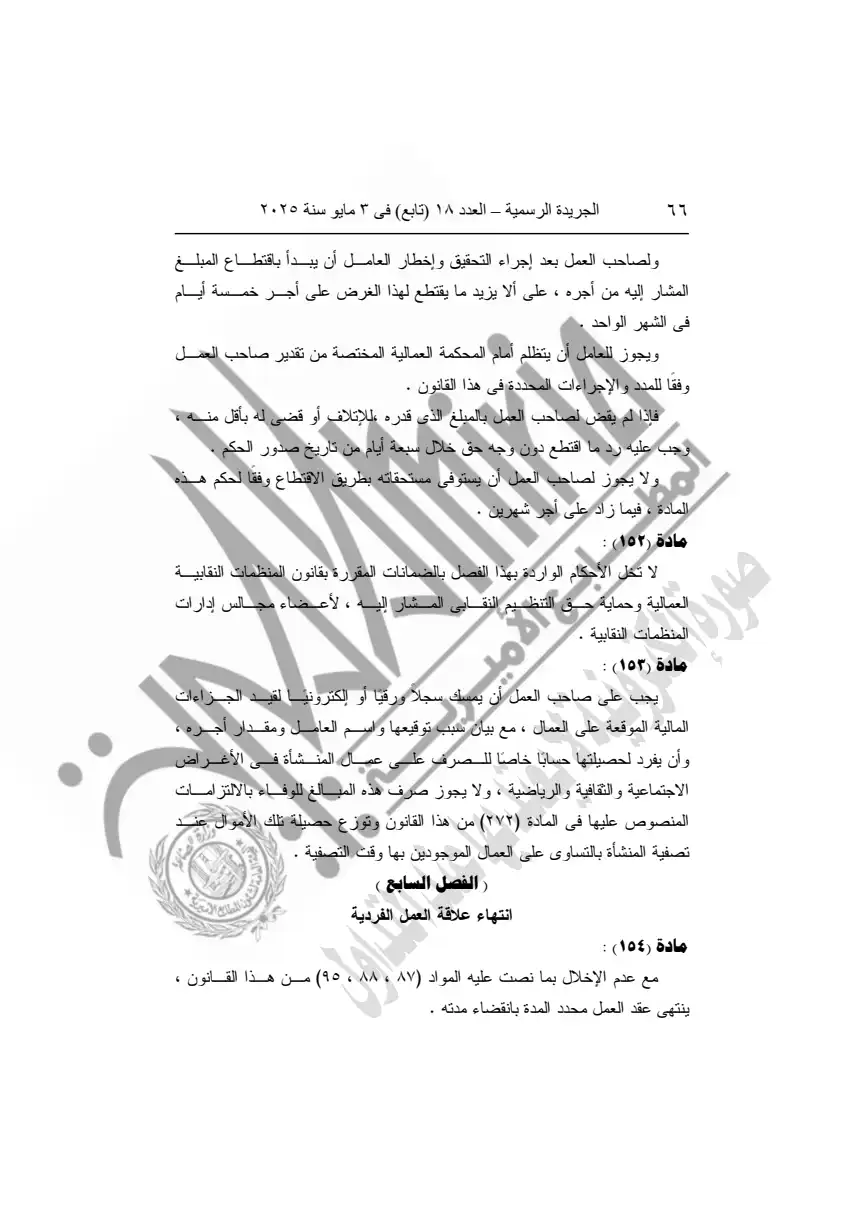 ٦٦ الجريدة الرسمية – العدد ١٨ (تابع) فى ٣ مايو سنة ٢٠٢٥
ولصاحب العمل بعد إجراء التحقيق وإخطار العامل أن يبدأ باقتطاع المبلغ
المشار إليه من أجره ، على ألا يزيد ما يقتطع لهذا الغرض على أجر خمسة أيام
فى الشهر الواحد .
ويجوز للعامل أن يتظلم أمام المحكمة العمالية المختصة من تقدير صاحب العمل
وفقًا للمدد والإجراءات المحددة فى هذا القانون .
فإذا لم يقض لصاحب العمل بالمبلغ الذى قدره ،للإتلاف أو قضى له بأقل منه ،
وجب عليه رد ما اقتطع دون وجه حق خلال سبعة أيام من تاريخ صدور الحكم .
ولا يجوز لصاحب العمل أن يستوفى مستحقاته بطريق الاقتطاع وفقًا لحكم هذه
المادة ، فيما زاد على أجر شهرين .
مادة (١٥٢) :
لا تخل الأحكام الواردة بهذا الفصل بالضمانات المقررة بقانون المنظمات النقابية
العمالية وحماية حق التنظيم النقابى المشار إليه ، لأعضاء مجالس إدارات
المنظمات النقابية .
مادة (١٥٣) :
يجب على صاحب العمل أن يمسك سجلاً ورقيًا أو إلكترونيًا لقيد الجزاءات
المالية الموقعة على العمال ، مع بيان سبب توقيعها واسم العامل ومقدار أجره ،
وأن يفرد لحصيلتها حسابًا خاصًا للصرف على عمال المنشأة فى الأغراض
الاجتماعية والثقافية والرياضية ، ولا يجوز صرف هذه المبالغ للوفاء بالالتزامات
المنصوص عليها فى المادة (٢٧٢) من هذا القانون وتوزع حصيلة تلك الأموال عند
تصفية المنشأة بالتساوى على العمال الموجودين بها وقت التصفية .
( الفصل السابع )
انتهاء علاقة العمل الفردية
مادة (١٥٤) :
مع عدم الإخلال بما نصت عليه المواد (٨٧ ، ٨٨ ، ٩٥) من هذا القانون ،
ينتهى عقد العمل محدد المدة بانقضاء مدته .
المطابع الأميرية